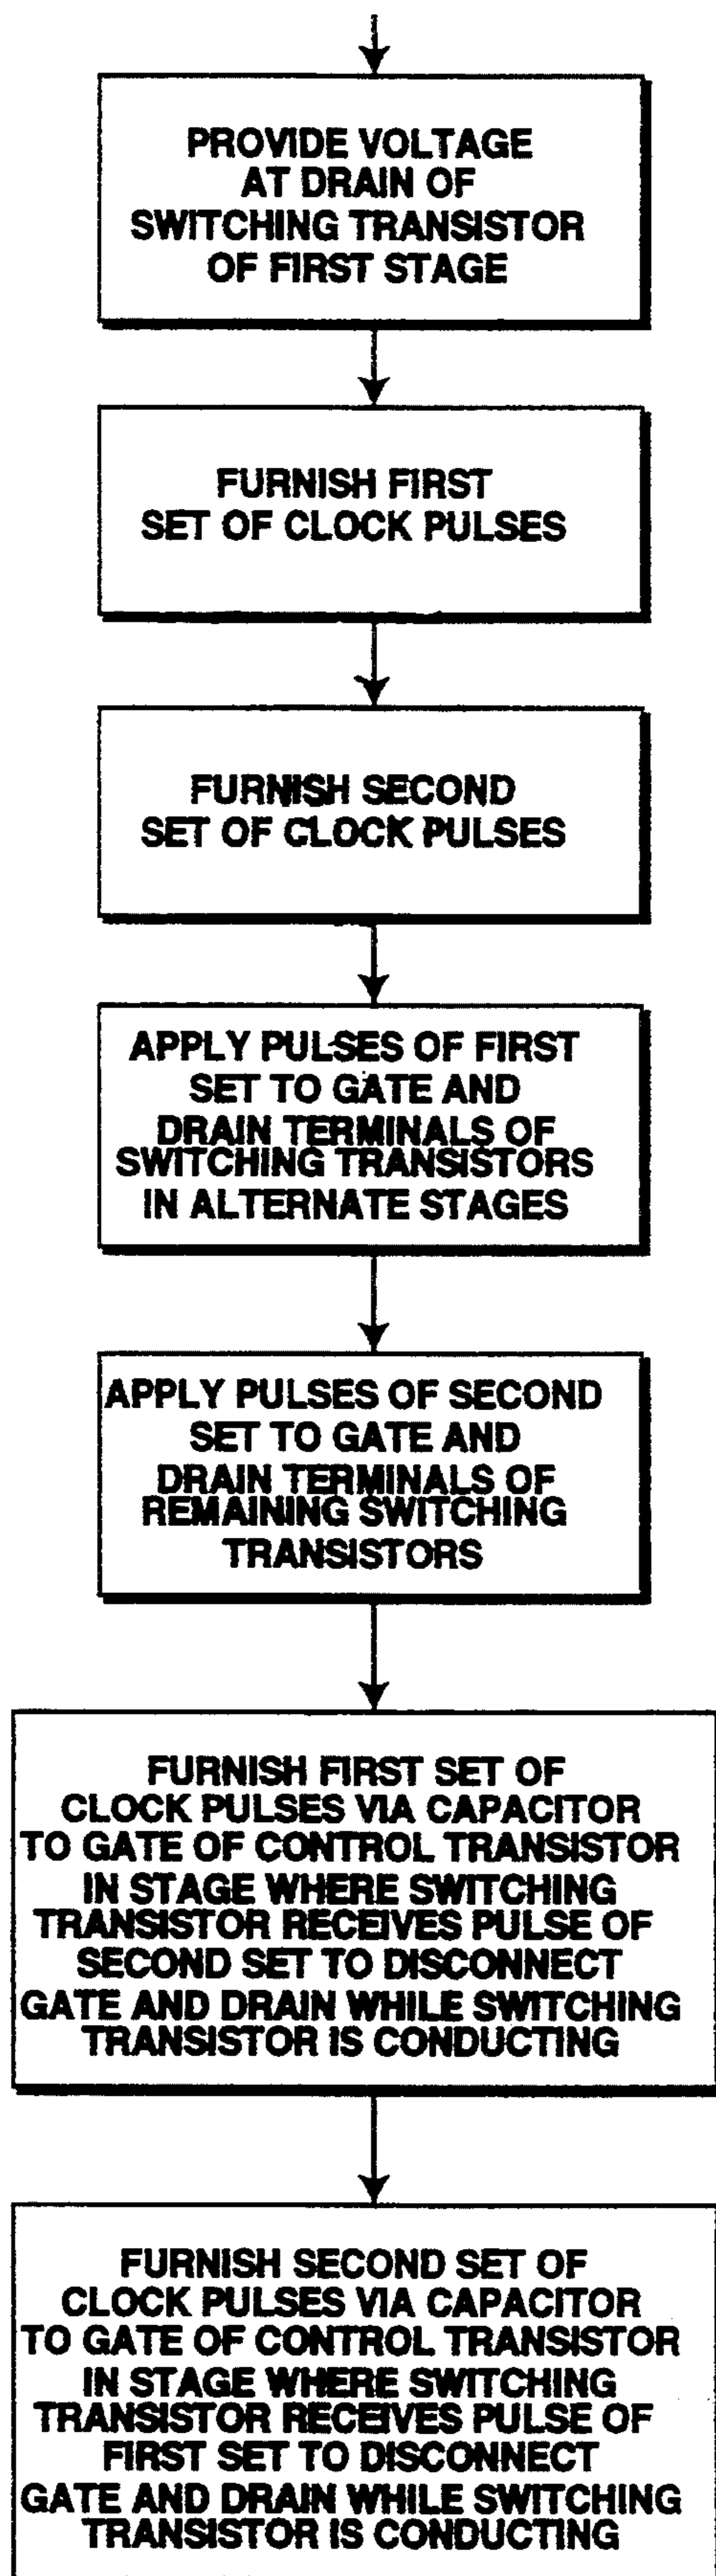 PROVIDE VOLTAGE
AT DRAIN OF
SWITCHING TRANSISTOR
OF FIRST STAGE
FURNISH FIRST
SET OF CLOCK PULSES
FURNISH SECOND
SET OF CLOCK PULSES
APPLY PULSES OF FIRST
SET TO GATE AND
DRAIN TERMINALS OF
SWITCHING TRANSISTORS
IN ALTERNATE STAGES
APPLY PULSES OF SECOND
SET TO GATE AND
DRAIN TERMINALS OF
REMAINING SWITCHING
TRANSISTORS
FURNISH FIRST SET OF
CLOCK PULSES VIA CAPACITOR
TO GATE OF CONTROL TRANSISTOR
IN STAGE WHERE SWITCHING
TRANSISTOR RECEIVES PULSE OF
SECOND SET TO DISCONNECT
GATE AND DRAIN WHILE SWITCHING
TRANSISTOR IS CONDUCTING
FURNISH SECOND SET OF
CLOCK PULSES VIA CAPACITOR
TO GATE OF CONTROL TRANSISTOR
IN STAGE WHERE SWITCHING
TRANSISTOR RECEIVES PULSE OF
FIRST SET TO DISCONNECT
GATE AND DRAIN WHILE SWITCHING
TRANSISTOR IS CONDUCTING